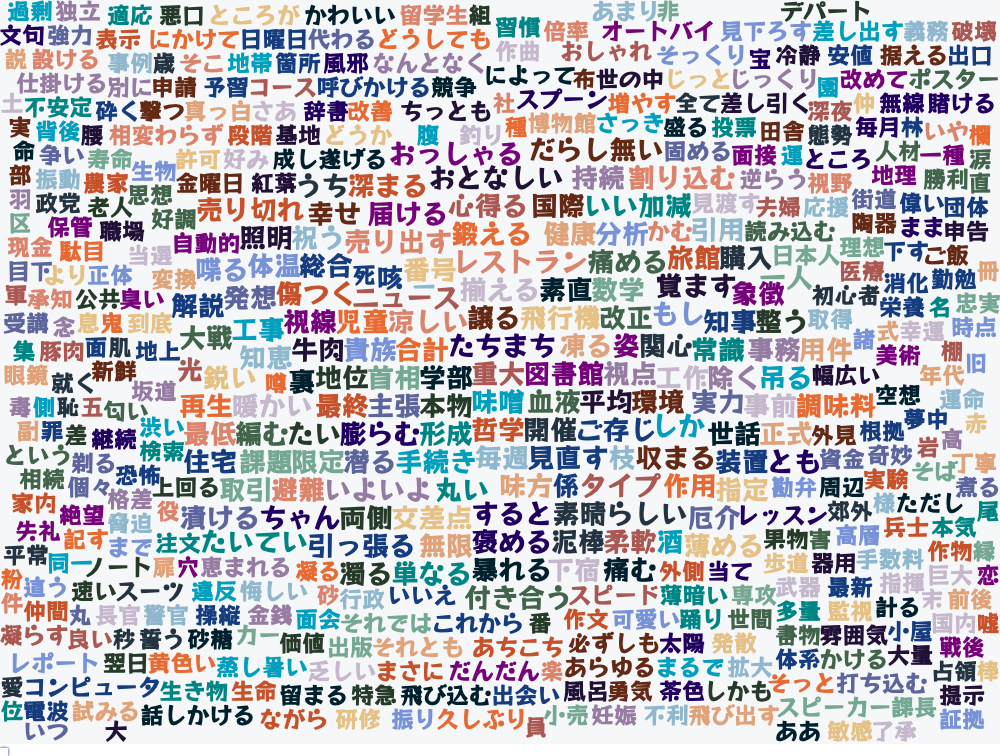 過剰 独立 適応 悪口 ところが かわいい 留学生 組 習慣 倍率 あまり 非 デパート
文句 強力 表示 にかけて 日曜日 代わる どうしても 作曲 オートバイ 見下ろす 差し出す 義務 破壊
説 設ける 事例 歳 そこ 地帯 箇所 風邪 なんとなく おしゃれ そっくり 宝 冷静 安値 据える 出口
仕掛ける 別に 申請 予習 コース 呼びかける 競争 によって 布 世の中 じっと じっくり 園 改めて ポスター
土 不安定 砕く 撃つ 真っ白 さあ 辞書 改善 ちっとも 社 スプーン 増やす 全て 差し引く 深夜 仲 無線 賭ける
実 背後 腰 相変わらず 段階 基地 どうか 腹 釣り 種 博物館 さっき 盛る 投票 田舎 態勢 毎月 林 いや 欄
命 争い 寿命 生物 許可 好み 成し遂げる おっしゃる だらし無い 固める 面接 運 ところ 人材 一種 涙
部 振動 農家 思想 金曜日 紅葉 うち 深まる おとなしい 持続 割り込む 逆らう 視野 地理 勝利 直
羽 政党 老人 好調 売り切れ 幸せ 届ける 心得る 国際 いい加減 見渡す 夫婦 応援 街道 偉い 団体
区 保管 職場 自動的 照明 祝う 売り出す 鍛える 健康 分析 かむ 引用 読み込む 陶器 まま 申告
現金 駄目 当選 喋る 体温 総合 死 咳 番号 レストラン 痛める 旅館 購入 日本人 理想 下す ご飯
目下 より 正体 変換 発想 傷つく ニュース 揃える 素直 数学 覚ます 象徴 一人 医療 消化 勤勉 冊
軍 承知 公共 臭い 解説 初心者 栄養 名 忠実
受講 念 息 鬼 到底 大戦 工事 視線 児童 涼しい 譲る 飛行機 改正 もし 知事 整う 取得 諸 式 幸運 時点
集 豚肉 面 肌 地上 知恵 牛肉 貴族 合計 たちまち 凍る 姿 関心 常識 事務 用件 美術 棚 旧
眼鏡 就く 新鮮 坂道 光 鋭い 噂 裏 地位 首相 学部 重大 図書館 視点 工作 除く 吊る 幅広い 空想 年代 運命
毒 側 恥 五 匂い 再生 暖かい 最終 主張 本物 味噌 血液 平均 環境 実力 事前 調味料 夢中 赤
副 罪 差 継続 渋い 最低 編む たい 膨らむ 形成 哲学 開催 ご存じ しか 世話 正式 外見 根拠 岩 高
という 剃る 検索 住宅 課題 限定 潜る 手続き 毎週 見直す 枝 収まる 装置 とも 資金 奇妙 そば 丁寧
相続 個々 恐怖 上回る 取引 避難 いよいよ 丸い 味方 係 タイプ 作用 指定 勘弁 周辺 実験 煮る
家内 絶望 格差 脅迫 役 漬ける ちゃん 両側 交差点 すると 素晴らしい 厄介 レッスン 郊外 様 ただし 尾
失礼 記す まで 注文 たいてい 引っ張る 無限 褒める 泥棒 柔軟 酒 薄める 果物 害 高層 兵士 本気
平常 同一 ノート 扉 穴 恵まれる 凝る 濁る 単なる 暴れる 下宿 痛む 外側 当て 歩道 器用 手数料 作物 縁
粉 違う 速い スーツ 違反 悔しい 砂 行政 いいえ 付き合う スピード 薄暗い 専攻 武器 最新 指揮 巨大 恋
件 仲間 丸 長官 警官 操縦 金銭 面会 それでは これから 番 作文 可愛い 踊り 世間 多量 監視 計る 末 前後
凝らす 良い 秒 誓う 砂糖 カー 価値 出版 それとも あちこち 必ずしも 太陽 発散 書物 雰囲気 小屋 国内 嘘
レポート 翌日 黄色い 蒸し暑い 乏しい まさに だんだん 楽 あらゆる まるで 拡大 体系 かける 大量 戦後
愛 コンピュータ 生き物 生命 留まる 特急 飛び込む 出会い 風呂 勇気 茶色 しかも そっと 打ち込む 占領 棒
位 電波 試みる 話しかける ながら 研修 振り 久しぶり 員 小売 妊娠 不利 飛び出す スピーカー 課長 提示
いつ 大 ああ 敏感 了承 証拠